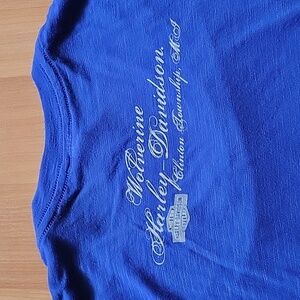 Wolverine
Harley-Davidson.
Clinton Township, MI